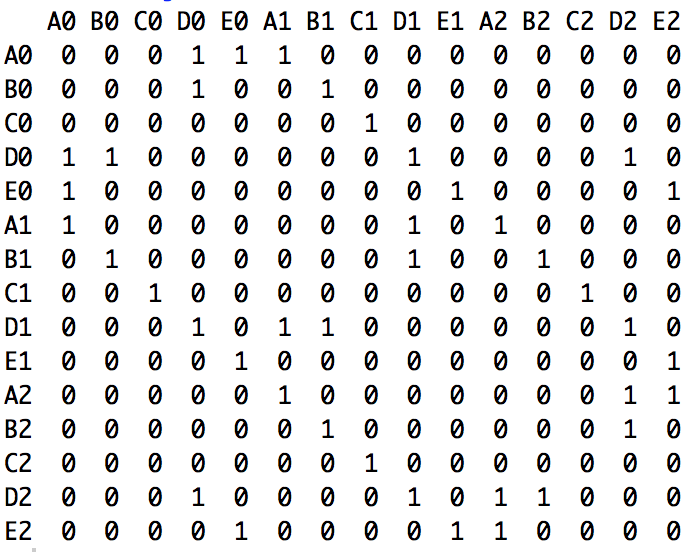 A0 B0 C0 D0 E0 A1 B1 C1 D1 E1 A2 B2 C2 D2 E2
A0 0 0 0 1 1 1 0 0 0 0 0 0 0 0 0
B0 0 0 0 1 0 0 1 0 0 0 0 0 0 0 0
C0 0 0 0 0 0 0 0 1 0 0 0 0 0 0 0
D0 1 1 0 0 0 0 0 0 1 0 0 0 0 1 0
E0 1 0 0 0 0 0 0 0 0 1 0 0 0 0 1
A1 1 0 0 0 0 0 0 0 1 0 1 0 0 0 0
B1 0 1 0 0 0 0 0 0 1 0 0 1 0 0 0
C1 0 0 1 0 0 0 0 0 0 0 0 0 1 0 0
D1 0 0 0 1 0 1 1 0 0 0 0 0 0 1 0
E1 0 0 0 0 1 0 0 0 0 0 0 0 0 0 1
A2 0 0 0 0 0 1 0 0 0 0 0 0 0 1 1
B2 0 0 0 0 0 0 1 0 0 0 0 0 0 1 0
C2 0 0 0 0 0 0 0 1 0 0 0 0 0 0 0
D2 0 0 0 1 0 0 0 0 1 0 1 1 0 0 0
E2 0 0 0 0 1 0 0 0 0 1 1 0 0 0 0